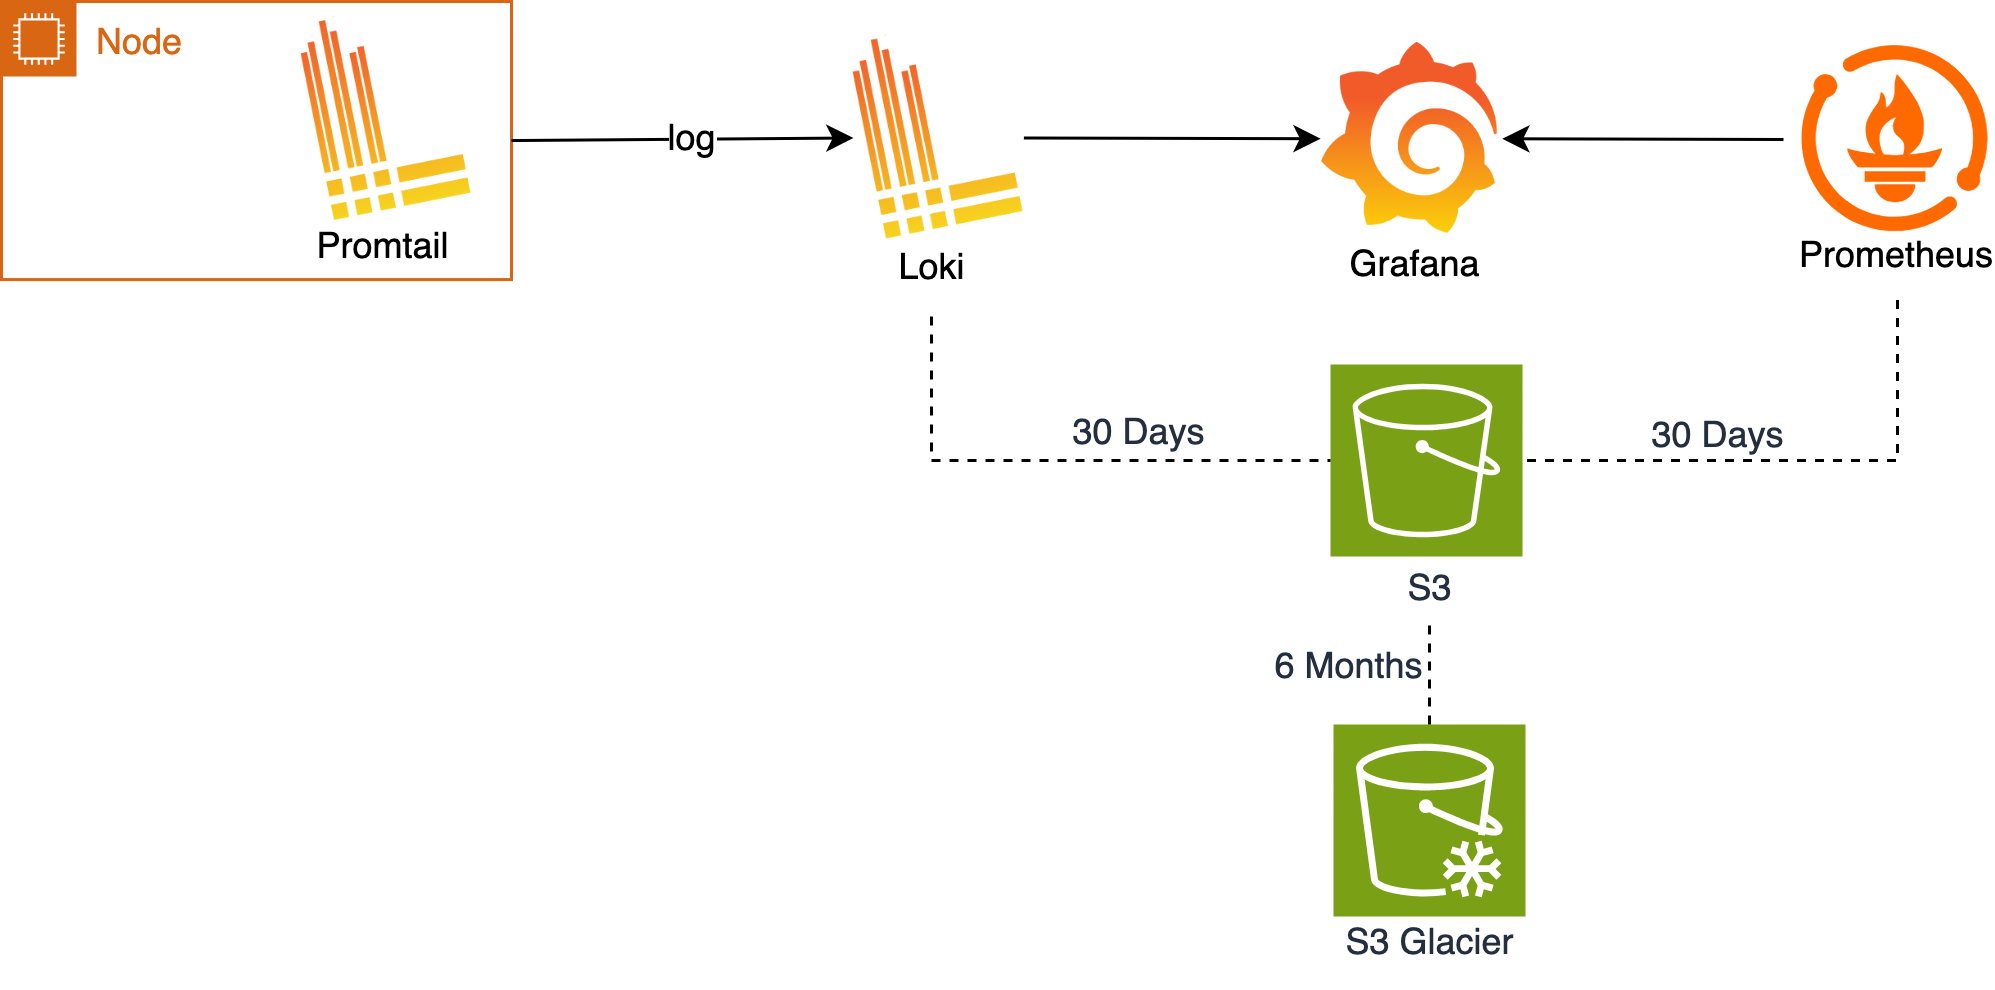 Node
Promtail
log
Loki
Grafana
Prometheus
30 Days
30 Days
S3
6 Months
S3 Glacier